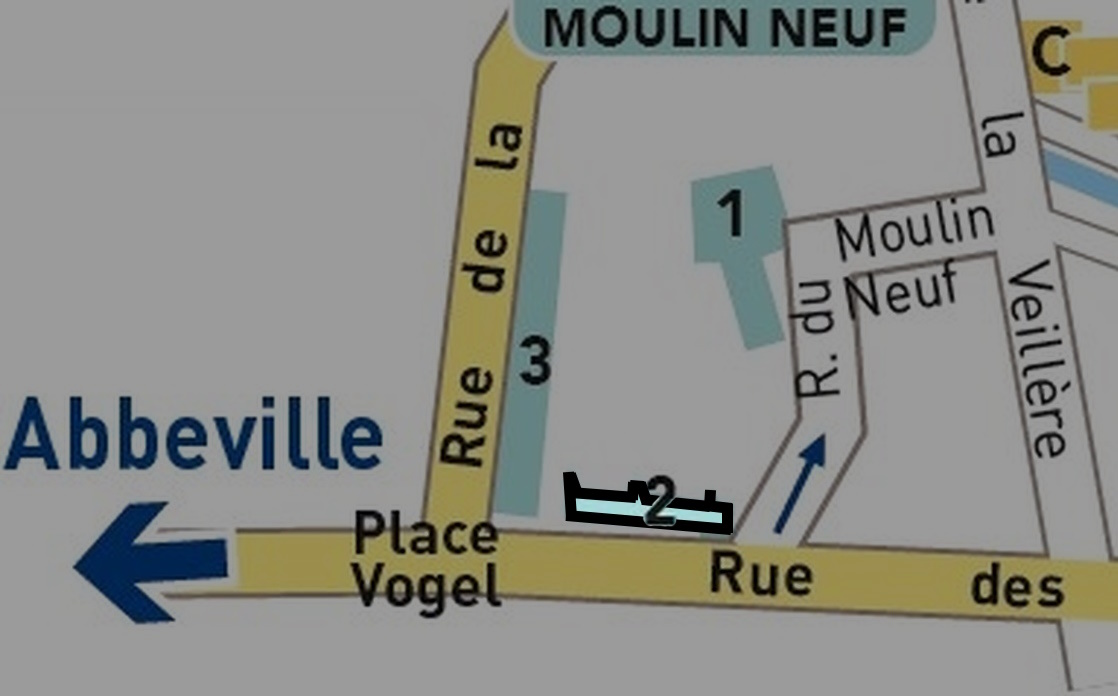 MOULIN NEUF
C
la
Rue de la
1
Moulin
Neuf
R. du
Veillère
3
Abbeville
2
Place
Vogel
Rue des